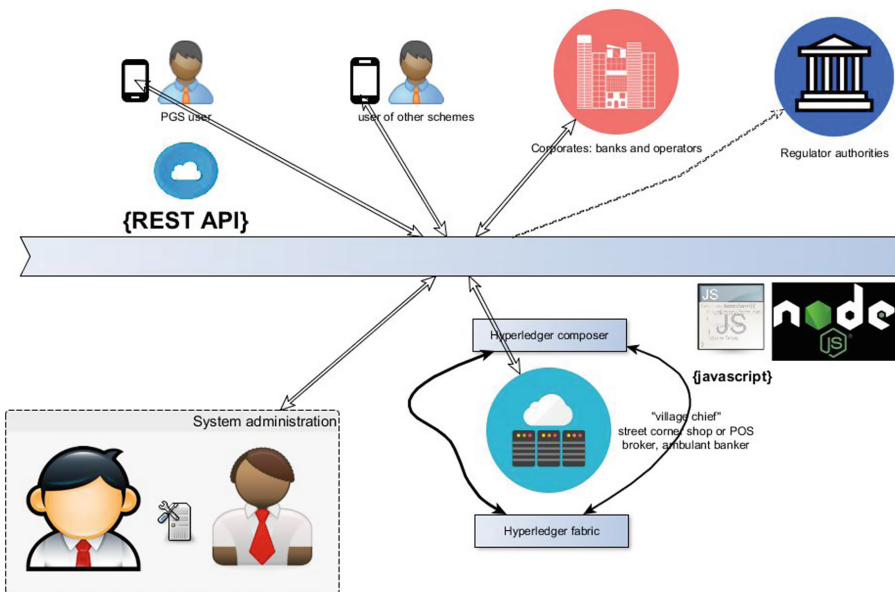 PGS user
user of other schemes
Corporates: banks and operators
Regulator authorities
{REST API}
JS
JS
node
JS
{javascript}
Hyperledger composer
"village chief"
street corner shop or POS
broker, ambulant banker
System administration
Hyperledger fabric